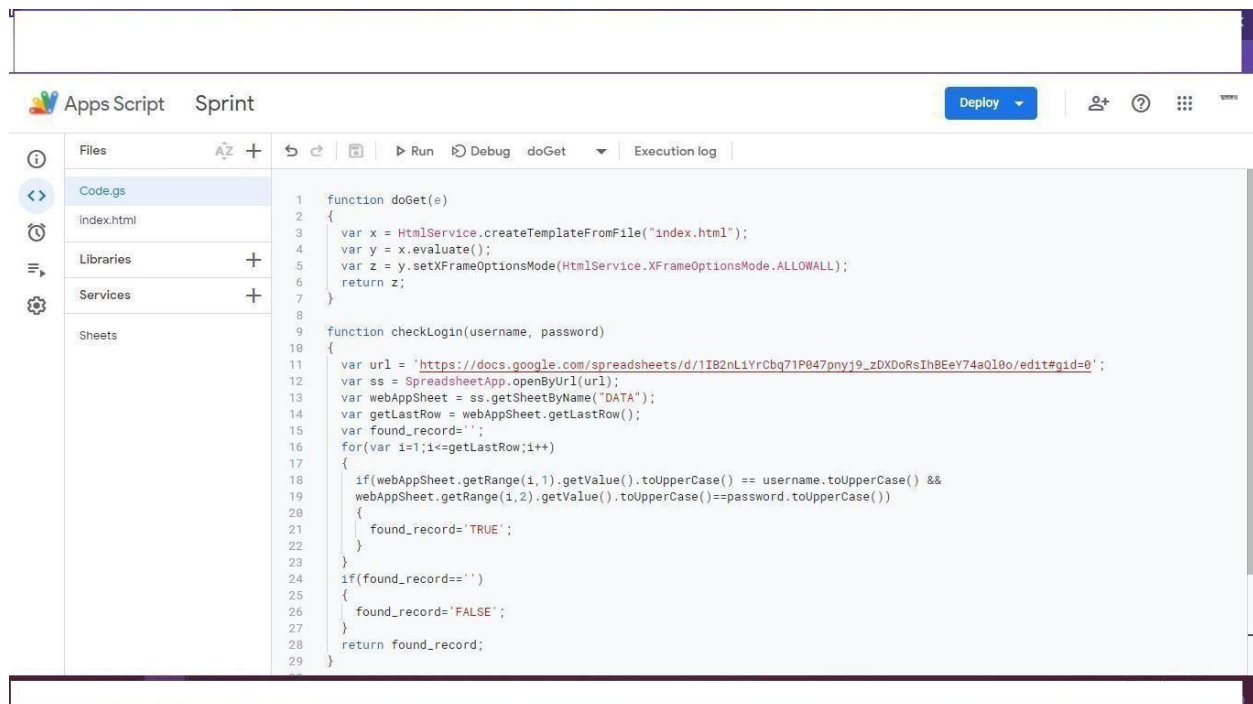 Apps Script Sprint Deploy
Files AZ Run Debug doGet Execution log
Code.gs
index.html
Libraries
Services
Sheets
1 function doGet(e)
2 {
3 var x = HtmlService.createTemplateFromFile("index.html");
4 var y = x.evaluate();
5 var z = y.setXFrameOptionsMode(HtmlService.XFrameOptionsMode.ALLOWALL);
6 return z;
7 }
8
9 function checkLogin(username, password)
10 {
11 var url = 'https://docs.google.com/spreadsheets/d/1IB2nLiYrCbq71P047pnyj9_zDXDoRsIhBEeY74aQl0o/edit#gid=0';
12 var ss = SpreadsheetApp.openByUrl(url);
13 var webAppSheet = ss.getSheetByName("DATA");
14 var getLastRow = webAppSheet.getLastRow();
15 var found_record='';
16 for(var i=1;i<=getLastRow;i++)
17 {
18 if(webAppSheet.getRange(i,1).getValue().toUpperCase() == username.toUpperCase() &&
19 webAppSheet.getRange(i,2).getValue().toUpperCase()==password.toUpperCase())
20 {
21 found_record='TRUE';
22 }
23 }
24 if(found_record=='')
25 {
26 found_record='FALSE';
27 }
28 return found_record;
29 }